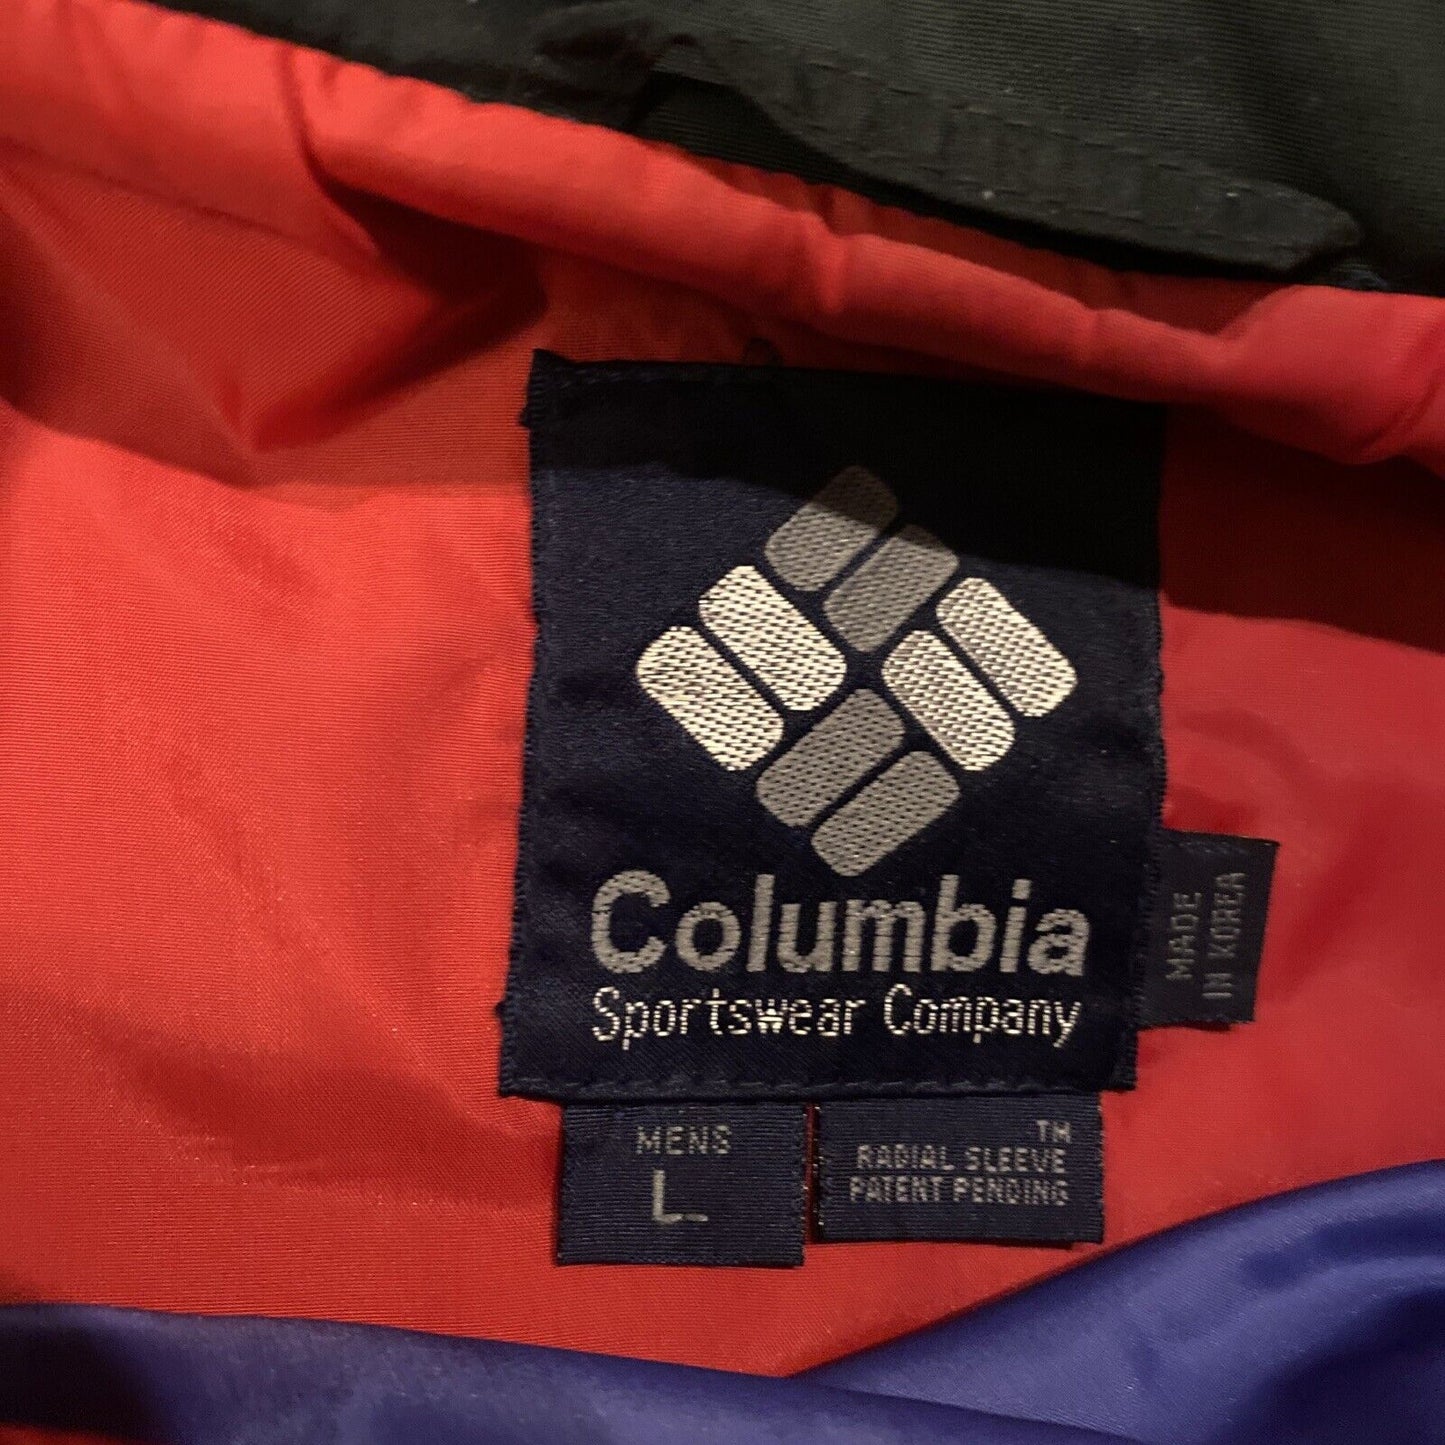 Columbia
Sportswear Company
MADE
IN KOREA
MENS
L
TM
RADIAL SLEEVE
PATENT PENDING